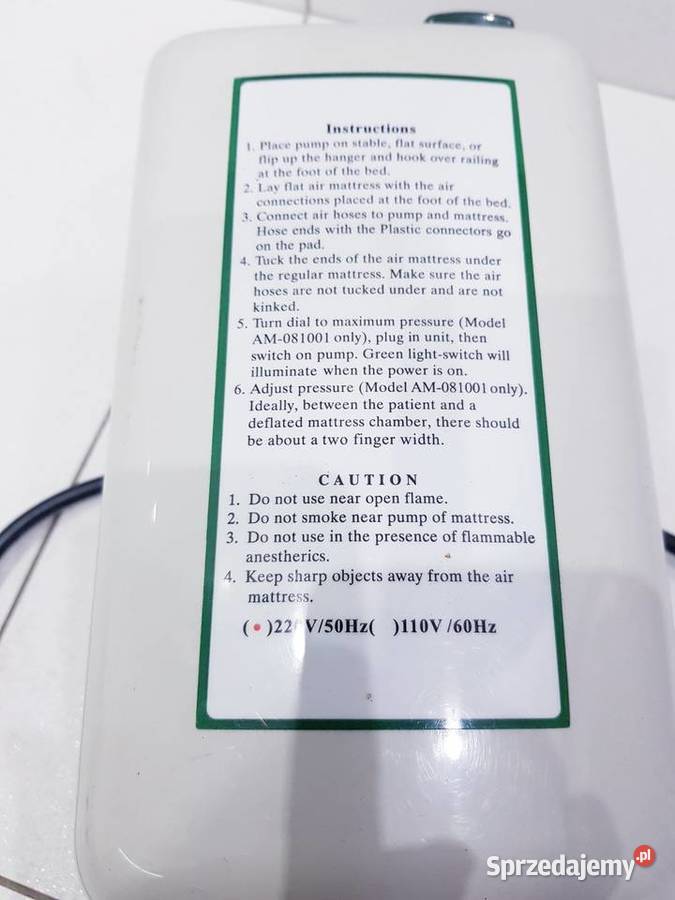 Instructions
1. Place pump on stable, flat surface, or
flip up the hanger and hook over railing
at the foot of the bed.
2. Lay flat air mattress with the air
connections placed at the foot of the bed.
3. Connect air hoses to pump and mattress.
Hose ends with the Plastic connectors go
on the pad.
4. Tuck the ends of the air mattress under
the regular mattress. Make sure the air
hoses are not tucked under and are not
kinked.
5. Turn dial to maximum pressure (Model
AM-081001 only), plug in unit, then
switch on pump. Green light-switch will
illuminate when the power is on.
6. Adjust pressure (Model AM-081001only).
Ideally, between the patient and a
deflated mattress chamber, there should
be about a two finger width.
CAUTION
1. Do not use near open flame.
2. Do not smoke near pump of mattress.
3. Do not use in the presence of flammable
anestherics.
4. Keep sharp objects away from the air
mattress.
(•)220V/50Hz( )110V/60Hz
Sprzedajemy.pl